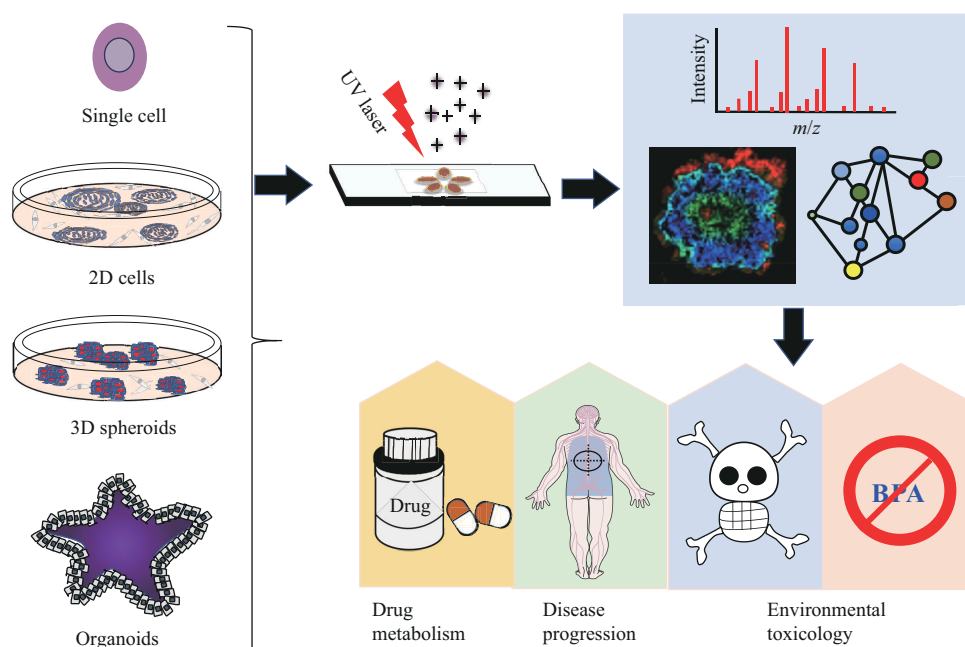 Single cell
2D cells
3D spheroids
Organoids
UV laser
Intensity
m/z
Drug
BPA
Drug
metabolism
Disease
progression
Environmental
toxicology